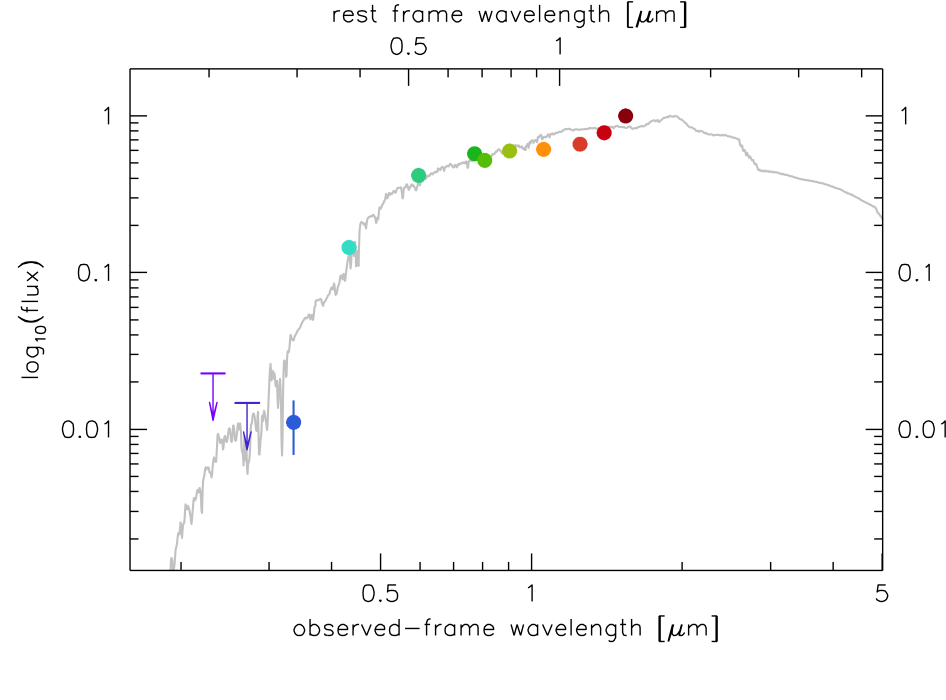 rest frame wavelength [μm]
0.5 1
1 1
0.1 0.1
0.01 0.01
log10(flux)
0.5 1 5
observed−frame wavelength [μm]